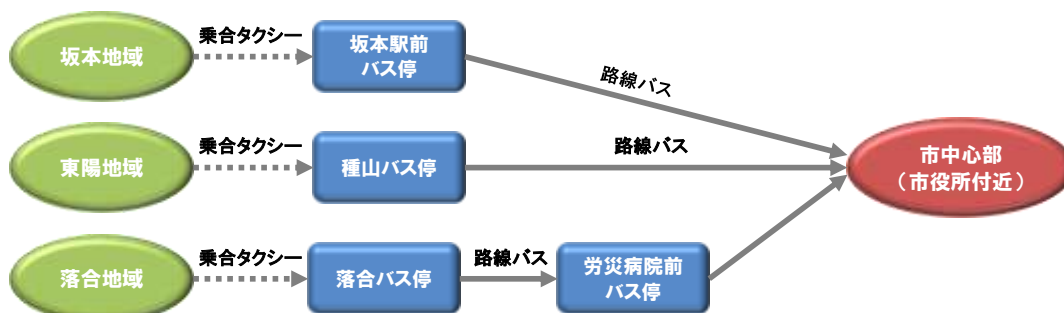 坂本地域
乗合タクシー
坂本駅前
バス停
路線バス
東陽地域
乗合タクシー
種山バス停
路線バス
市中心部
（市役所付近）
落合地域
乗合タクシー
落合バス停
路線バス
労災病院前
バス停